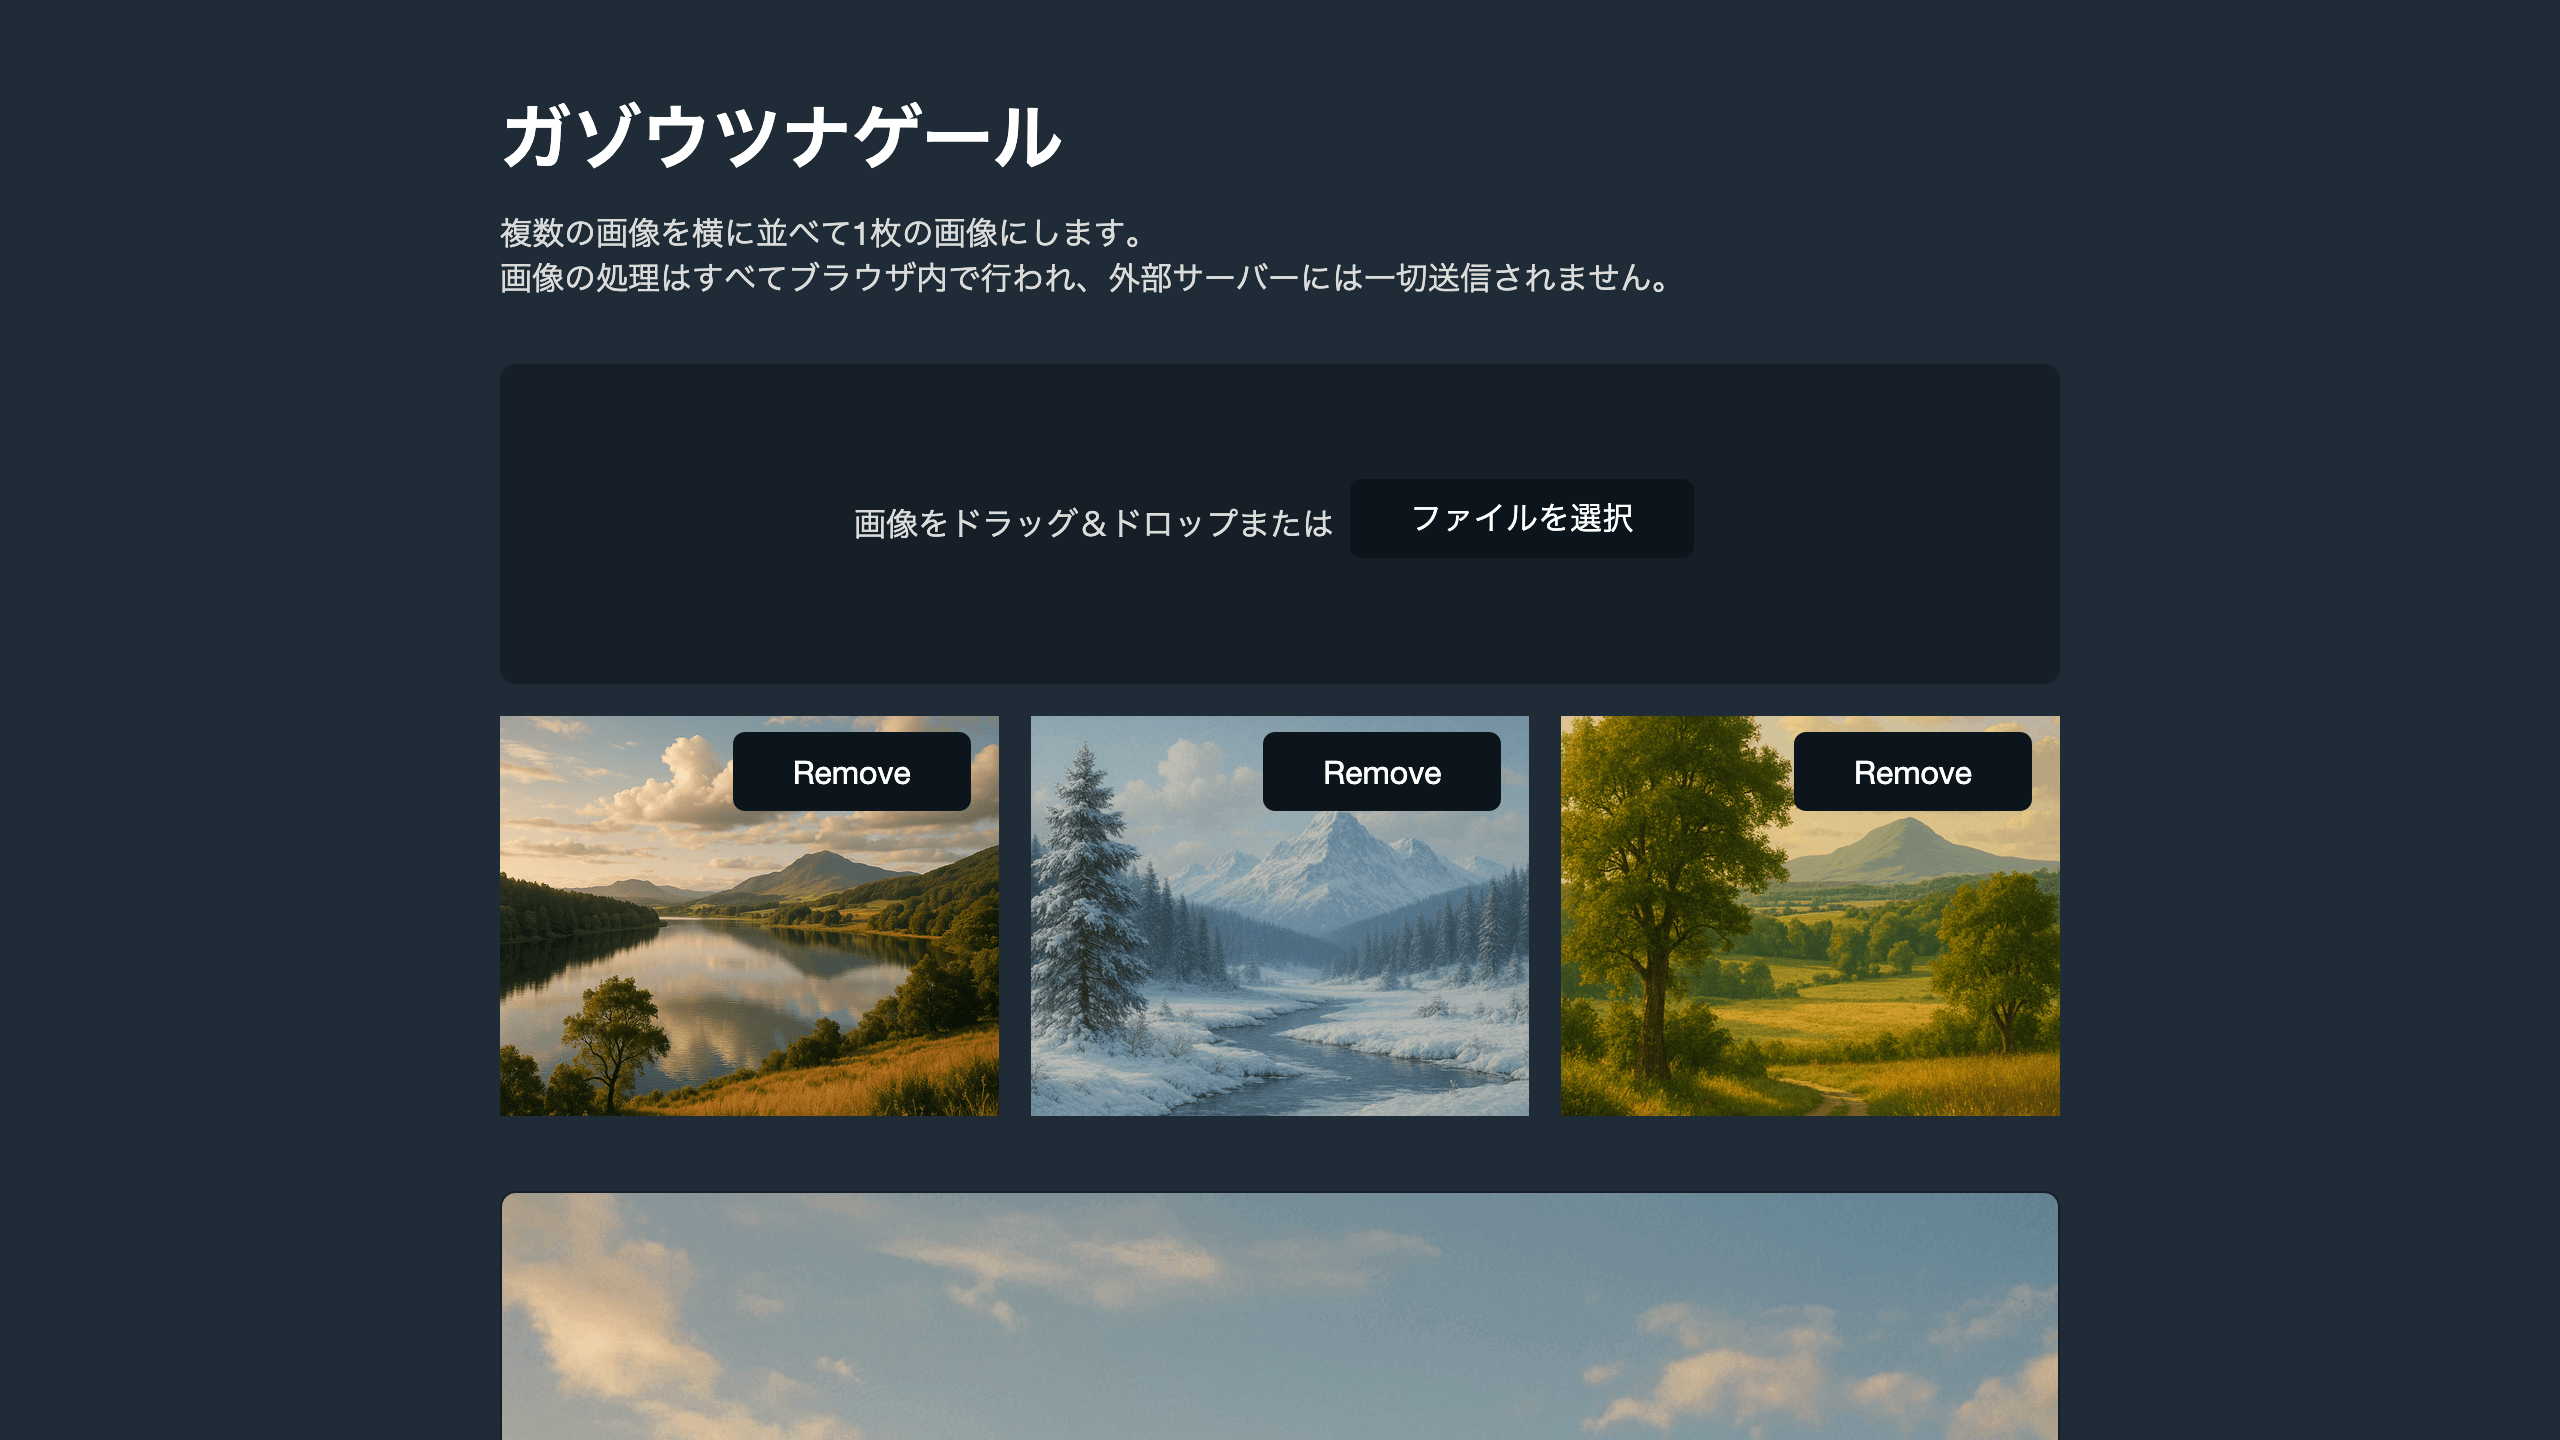 ガゾウツナゲール
複数の画像を横に並べて1枚の画像にします。
画像の処理はすべてブラウザ内で行われ、外部サーバーには一切送信されません。
画像をドラッグ＆ドロップまたは ファイルを選択
Remove Remove Remove